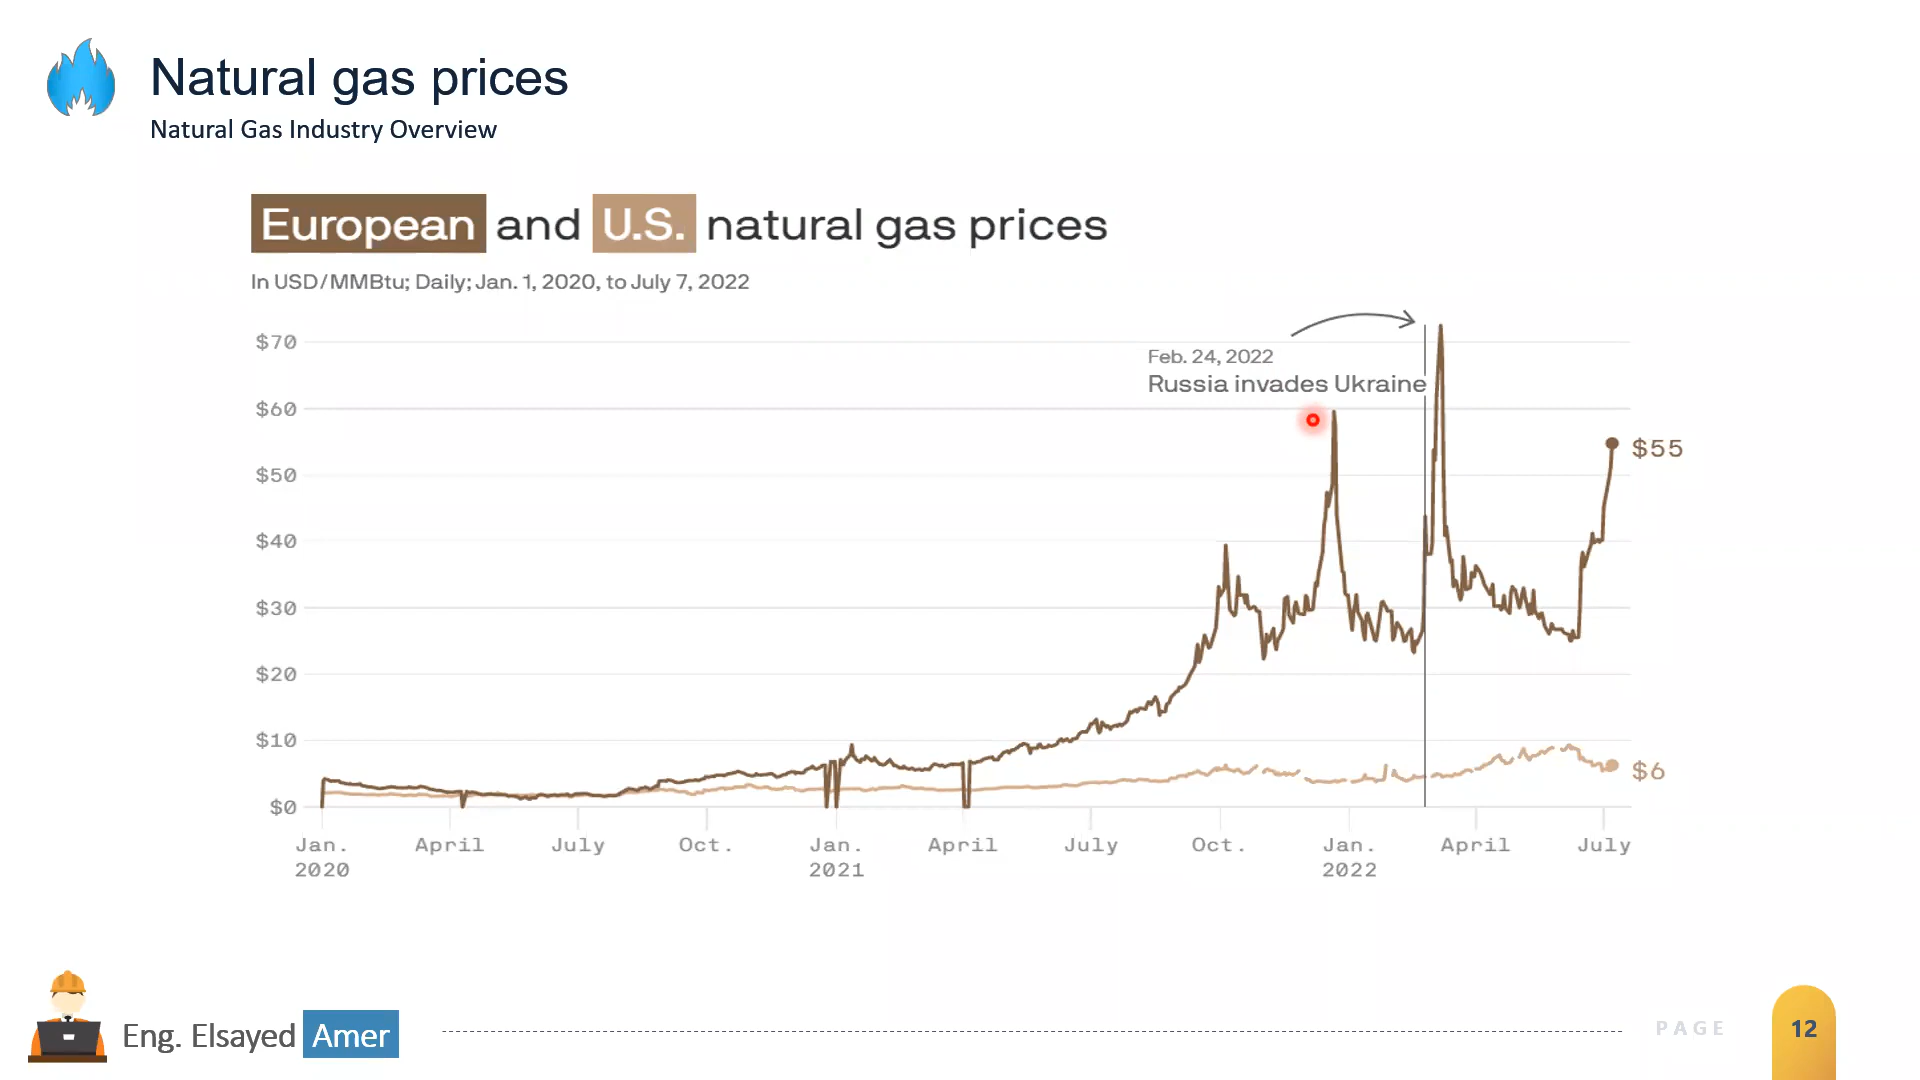 Natural gas prices
Natural Gas Industry Overview
European and U.S. natural gas prices
In USD/MMBtu; Daily; Jan. 1, 2020, to July 7, 2022
$70
$60
$50
$40
$30
$20
$10
$0
Feb. 24, 2022
Russia invades Ukraine
$55
$6
Jan. April July Oct. Jan. April July Oct. Jan. April July
2020 2021 2022
Eng. Elsayed Amer
PAGE 12